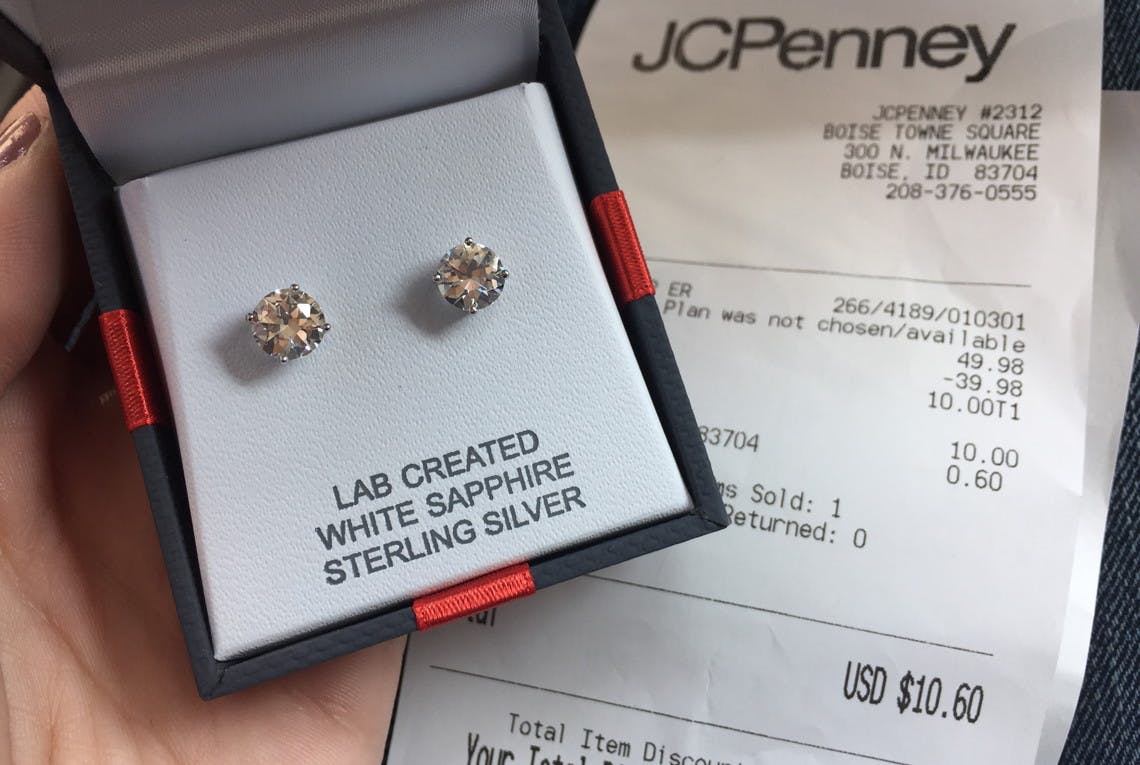 LAB CREATED
WHITE SAPPHIRE
STERLING SILVER
JCPenney
JCPENNEY #2312
BOISE TOWNE SQUARE
300 N. MILWAUKEE
BOISE, ID 83704
208-376-0555
ER
266/4189/010301
Plan was not chosen/available
49.98
-39.98
10.00T1
83704 10.00
0.60
Sold: 1
Returned: 0
USD $10.60
Total Item
Your